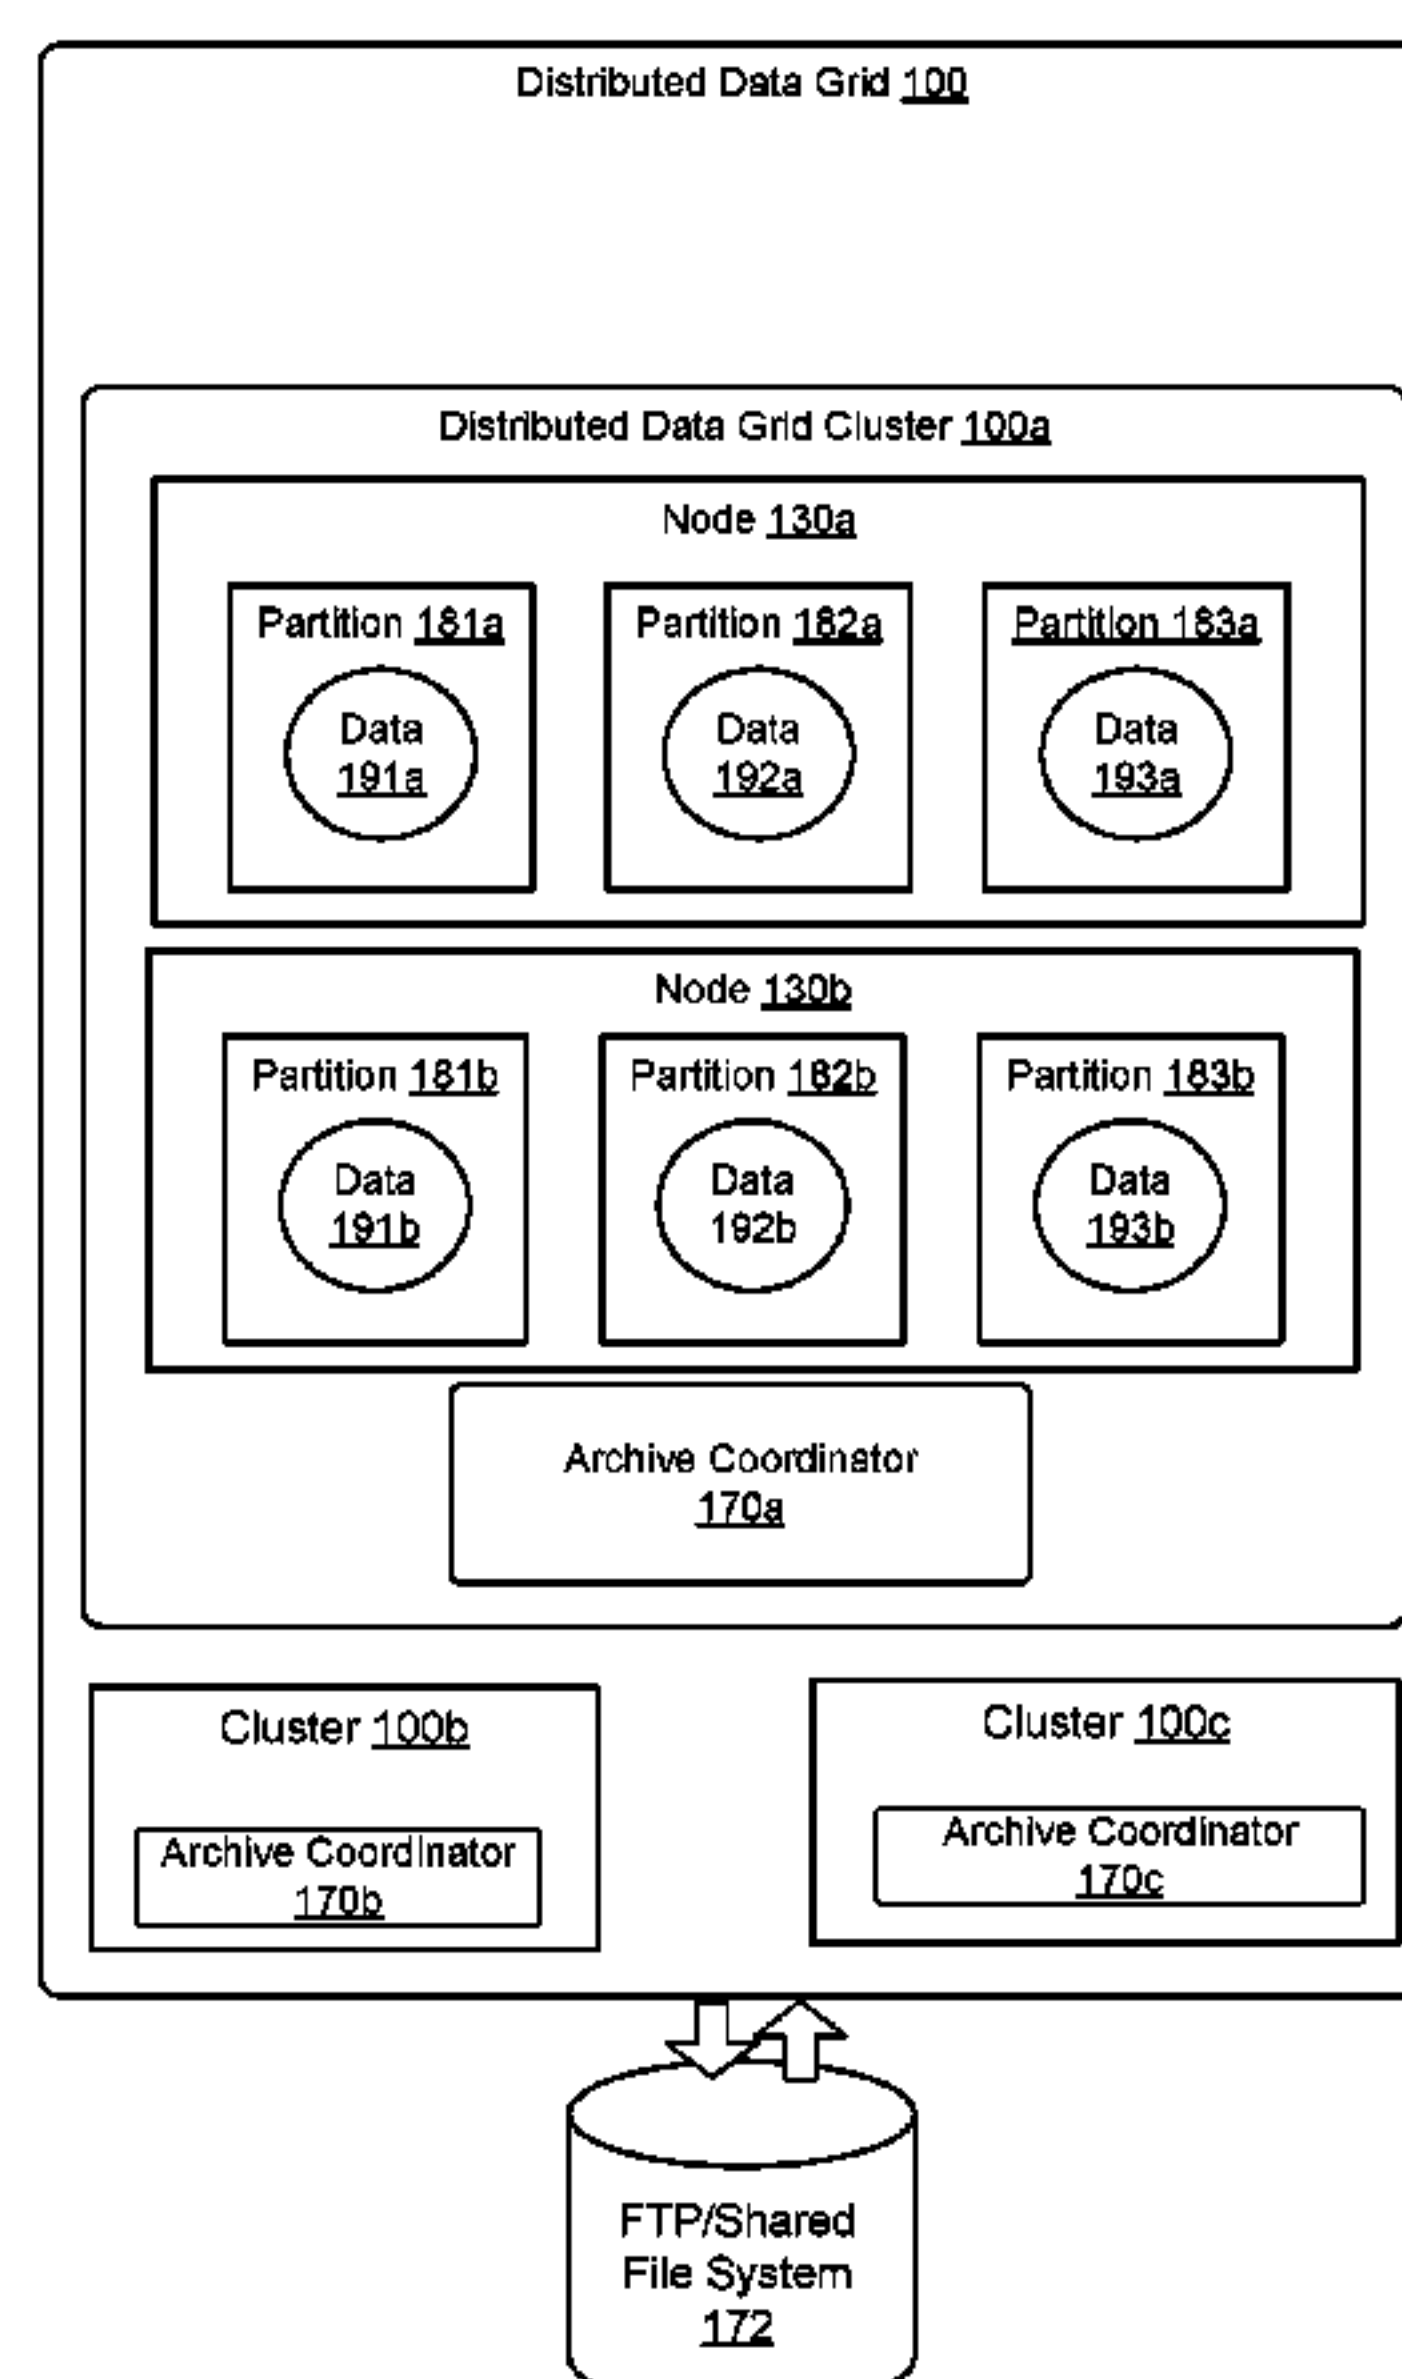 Distributed Data Grid 100
Distributed Data Grid Cluster 100a
Node 130a
Partition 181a
Data
191a
Partition 182a
Data
192a
Partition 183a
Data
193a
Node 130b
Partition 181b
Data
191b
Partition 182b
Data
192b
Partition 183b
Data
193b
Archive Coordinator
170a
Cluster 100b
Archive Coordinator
170b
Cluster 100c
Archive Coordinator
170c
FTP/Shared
File System
172